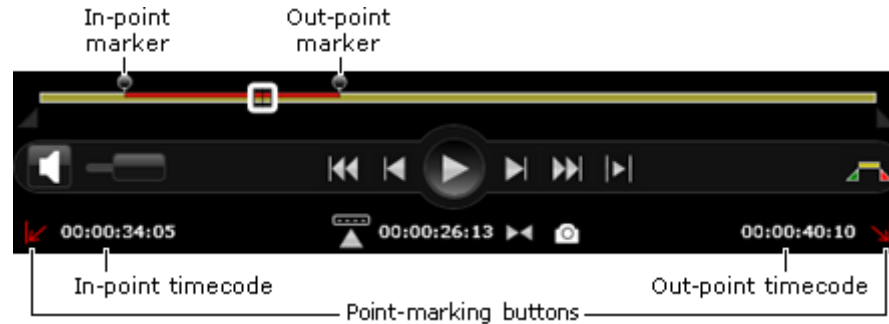 In-point
marker
Out-point
marker
00:00:34:05
00:00:26:13
00:00:40:10
In-point timecode
Out-point timecode
Point-marking buttons